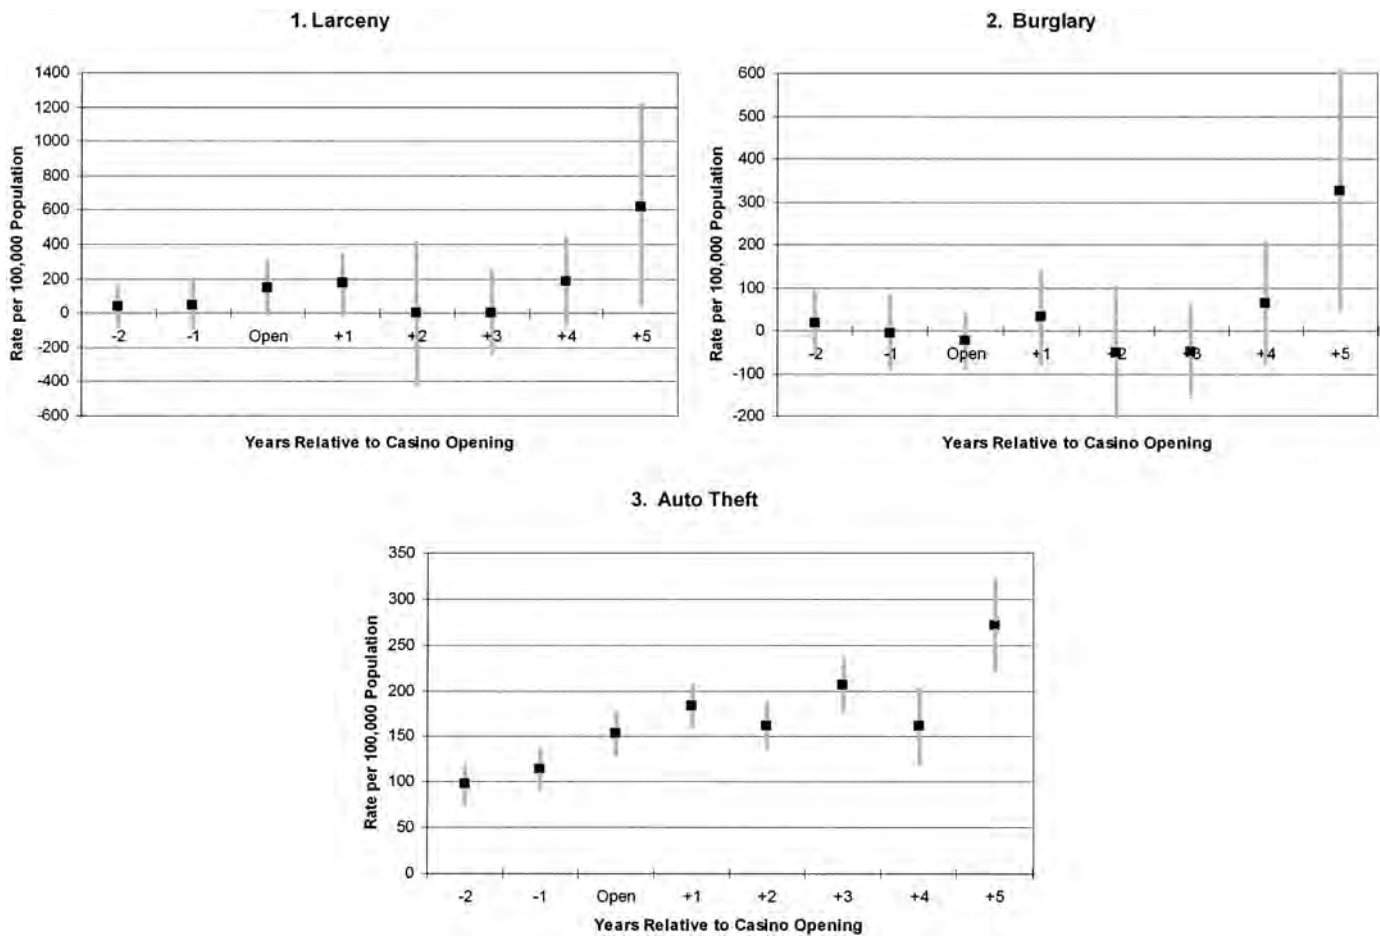 1. Larceny
1400
1200
1000
800
600
400
200
0
-200
-400
-600
Rate per 100,000 Population
-2 -1 Open +1 +2 +3 +4 +5
Years Relative to Casino Opening
2. Burglary
600
500
400
300
200
100
0
-100
-200
Rate per 100,000 Population
-2 -1 Open +1 +2 +3 +4 +5
Years Relative to Casino Opening
3. Auto Theft
350
300
250
200
150
100
50
0
Rate per 100,000 Population
-2 -1 Open +1 +2 +3 +4 +5
Years Relative to Casino Opening